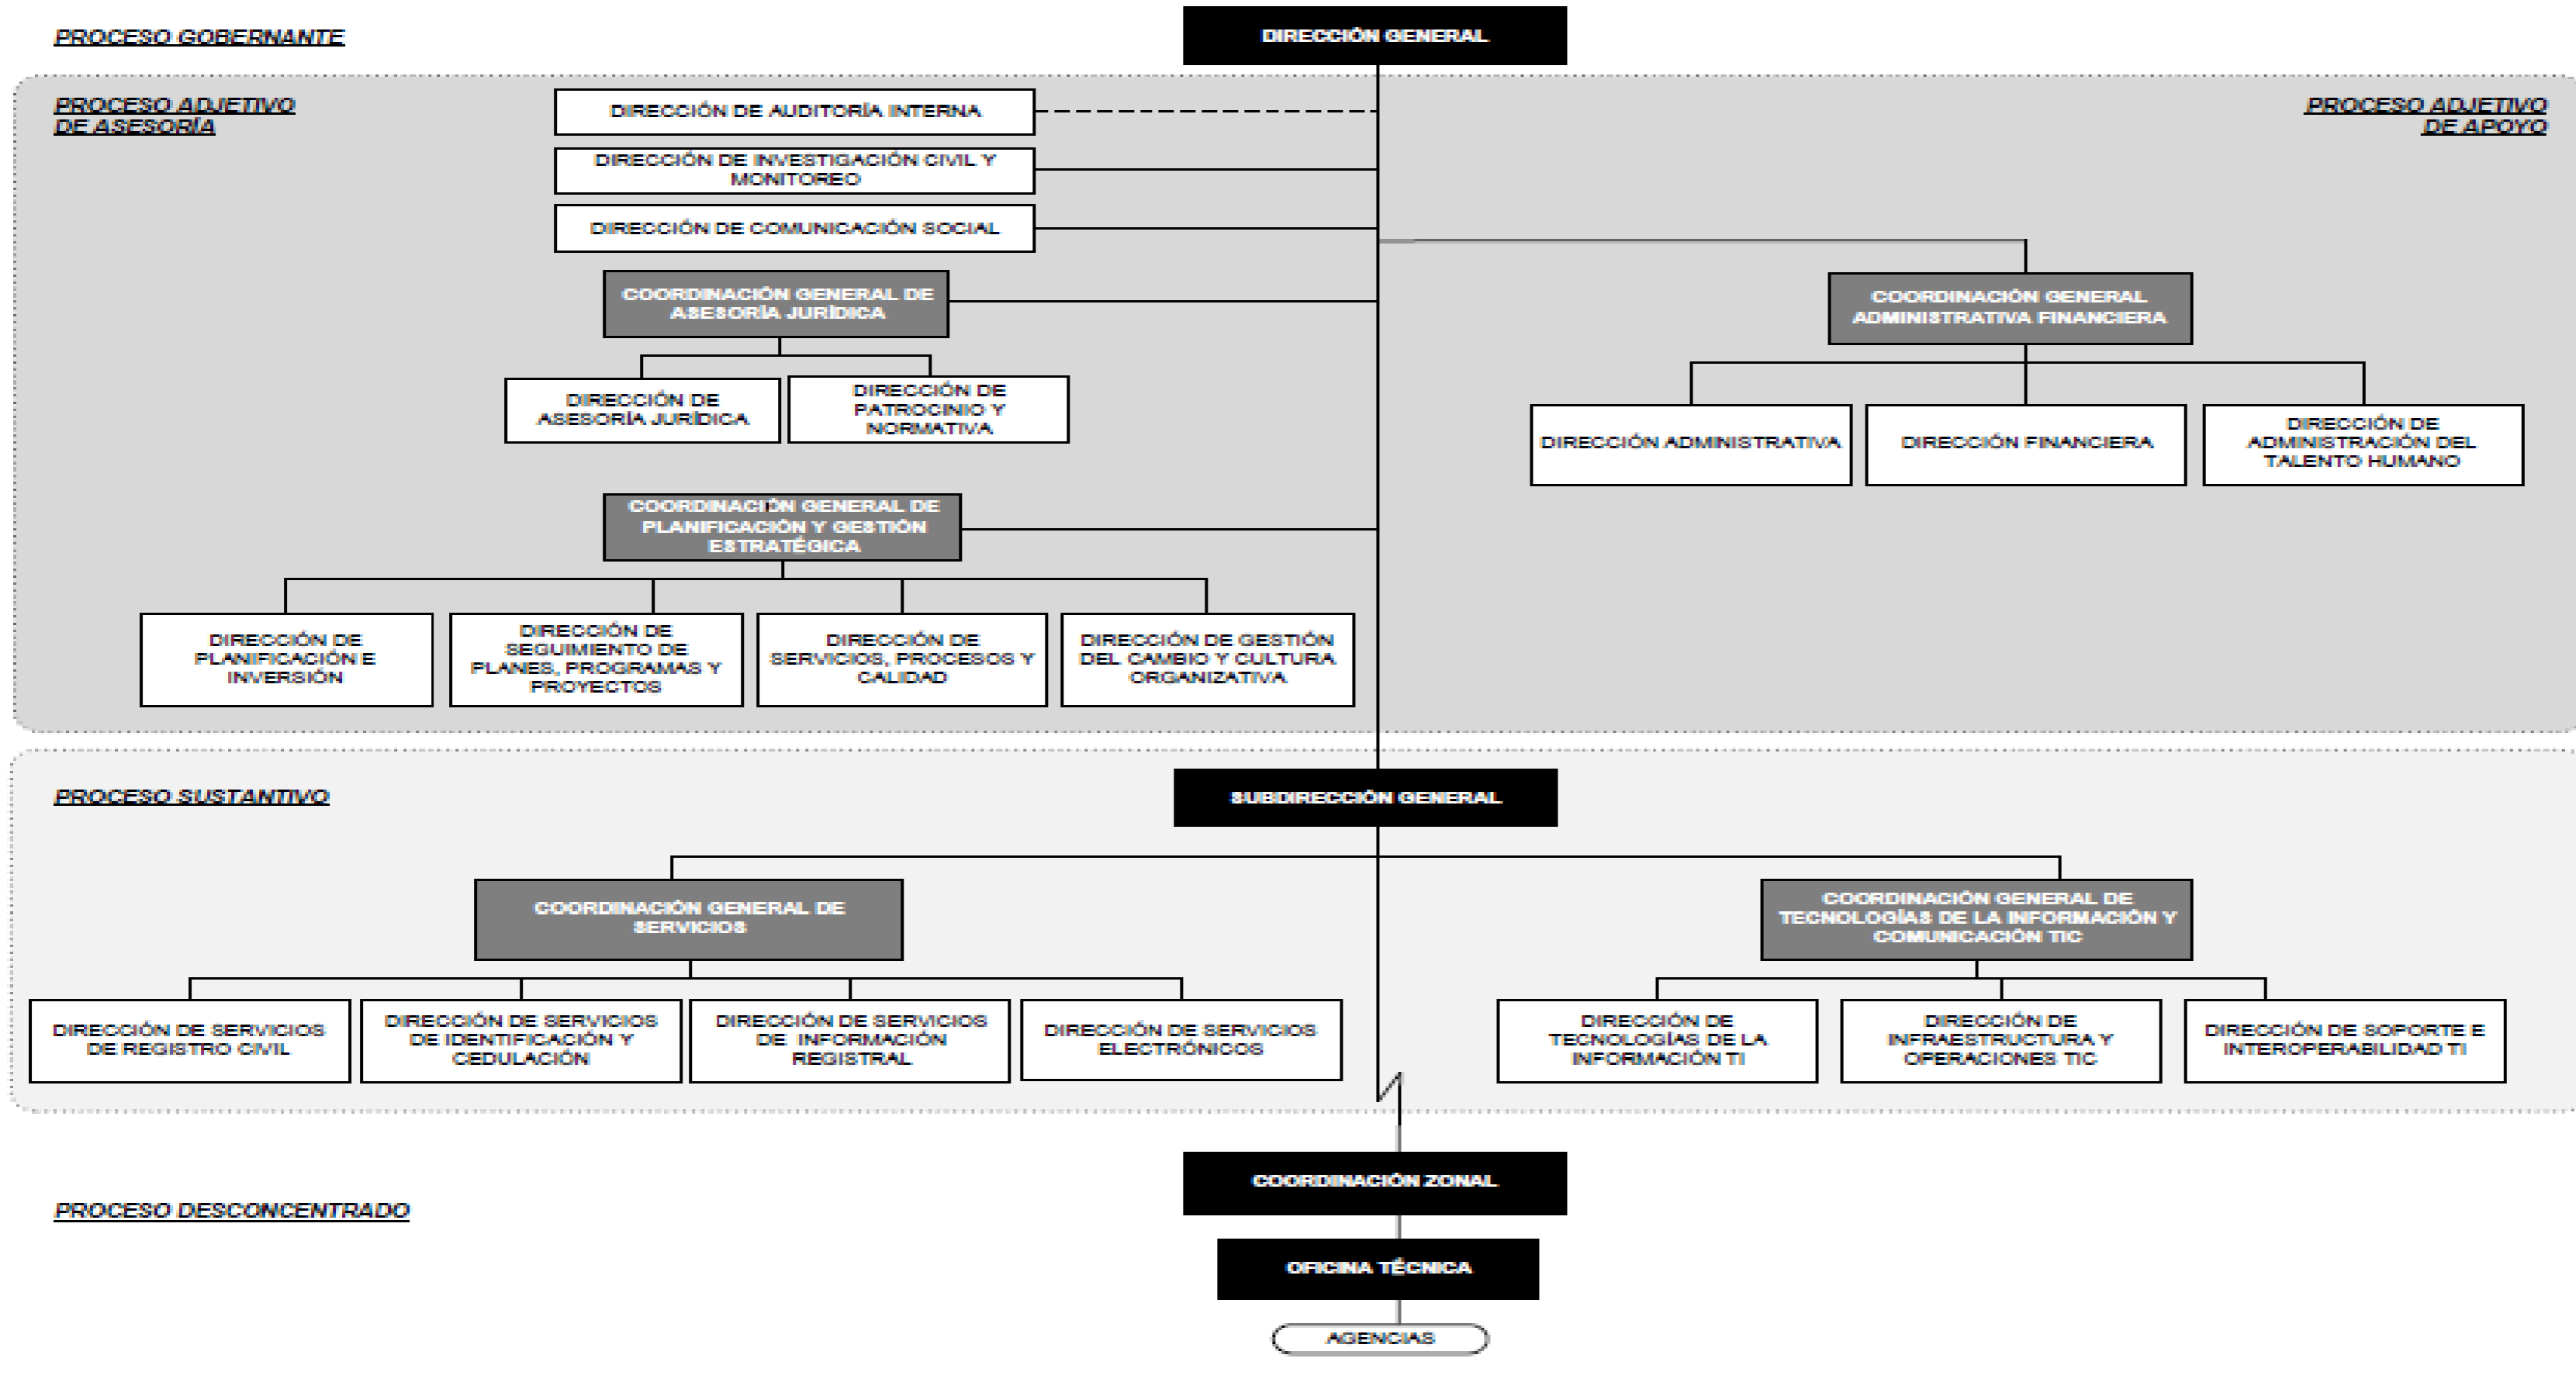 PROCESO GOBERNANTE
DIRECCIÓN GENERAL
PROCESO ADJETIVO
DE ASESORÍA
PROCESO ADJETIVO
DE APOYO
DIRECCIÓN DE AUDITORÍA INTERNA
DIRECCIÓN DE INVESTIGACIÓN CIVIL Y
MONITOREO
DIRECCIÓN DE COMUNICACIÓN SOCIAL
COORDINACIÓN GENERAL DE
ASESORÍA JURÍDICA
DIRECCIÓN DE
ASESORÍA JURÍDICA
DIRECCIÓN DE
PATROCINIO Y
NORMATIVA
COORDINACIÓN GENERAL
ADMINISTRATIVA FINANCIERA
DIRECCIÓN ADMINISTRATIVA
DIRECCIÓN FINANCIERA
DIRECCIÓN DE
ADMINISTRACIÓN DEL
TALENTO HUMANO
COORDINACIÓN GENERAL DE
PLANIFICACIÓN Y GESTIÓN
ESTRATÉGICA
DIRECCIÓN DE
PLANIFICACIÓN E
INVERSIÓN
DIRECCIÓN DE
SEGUIMIENTO DE
PLANES, PROGRAMAS Y
PROYECTOS
DIRECCIÓN DE
SERVICIOS, PROCESOS Y
CALIDAD
DIRECCIÓN DE GESTIÓN
DEL CAMBIO Y CULTURA
ORGANIZATIVA
PROCESO SUSTANTIVO
SUBDIRECCIÓN GENERAL
COORDINACIÓN GENERAL DE
SERVICIOS
DIRECCIÓN DE SERVICIOS
DE REGISTRO CIVIL
DIRECCIÓN DE SERVICIOS
DE IDENTIFICACIÓN Y
CEDULACIÓN
DIRECCIÓN DE SERVICIOS
DE INFORMACIÓN
REGISTRAL
DIRECCIÓN DE SERVICIOS
ELECTRÓNICOS
COORDINACIÓN GENERAL DE
TECNOLOGÍAS DE LA INFORMACIÓN Y
COMUNICACIÓN TIC
DIRECCIÓN DE
TECNOLOGÍAS DE LA
INFORMACIÓN TI
DIRECCIÓN DE
INFRAESTRUCTURA Y
OPERACIONES TIC
DIRECCIÓN DE SOPORTE E
INTEROPERABILIDAD TI
PROCESO DESCONCENTRADO
COORDINACIÓN ZONAL
OFICINA TÉCNICA
AGENCIAS